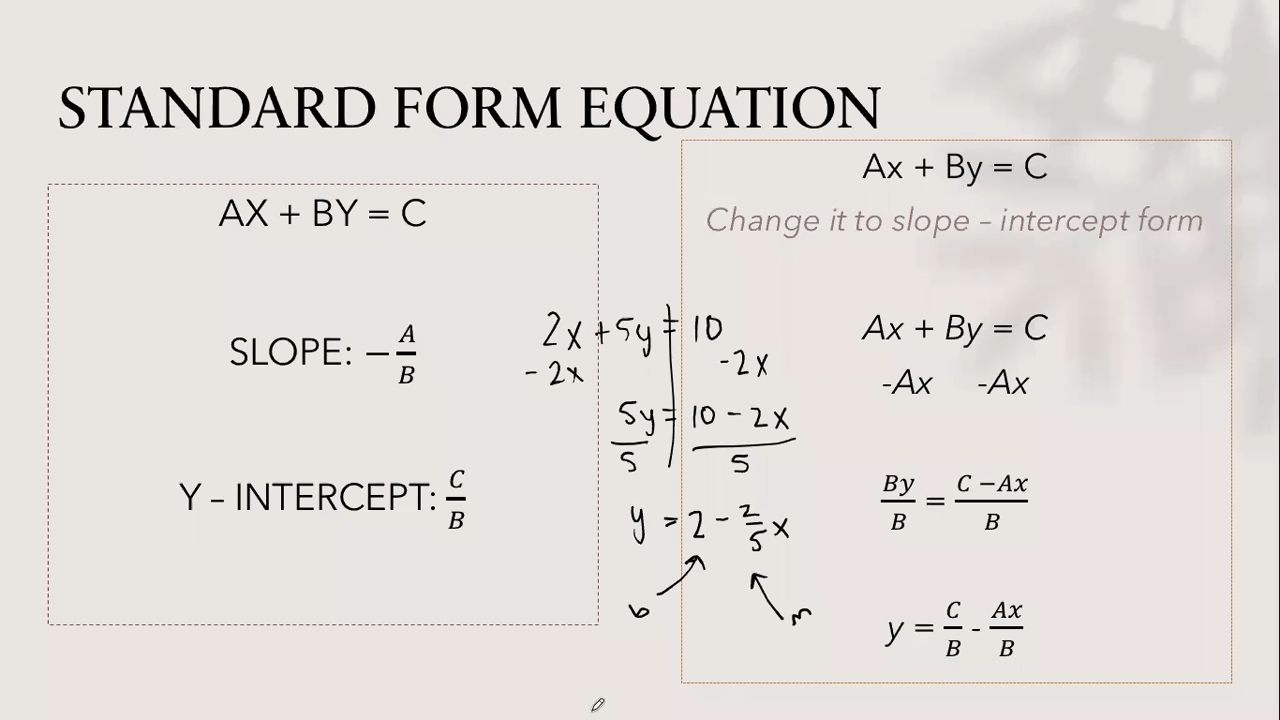 STANDARD FORM EQUATION
AX + BY = C
SLOPE: −A/B
Y – INTERCEPT: C/B
2x + 5y = 10
- 2x -2x
5y = 10 - 2x
5 5
y = 2 - 2/5 x
b m
Ax + By = C
Change it to slope – intercept form
Ax + By = C
-Ax -Ax
By/B = C −Ax/B
y = C/B - Ax/B